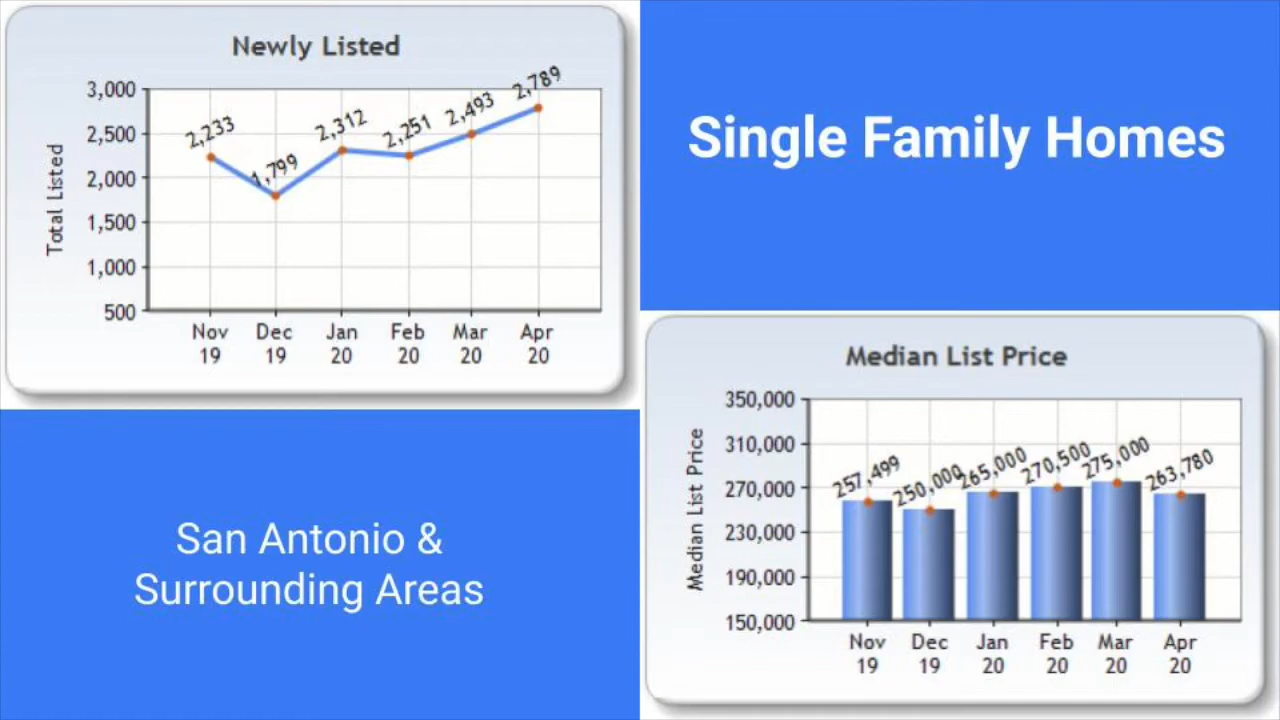 Newly Listed
Total Listed
3,000
2,500
2,000
1,500
1,000
500
2,233
1,799
2,312
2,251
2,493
2,789
Nov 19
Dec 19
Jan 20
Feb 20
Mar 20
Apr 20
Single Family Homes
San Antonio &
Surrounding Areas
Median List Price
Median List Price
350,000
310,000
270,000
230,000
190,000
150,000
257,499
250,000
265,000
270,500
275,000
263,780
Nov 19
Dec 19
Jan 20
Feb 20
Mar 20
Apr 20